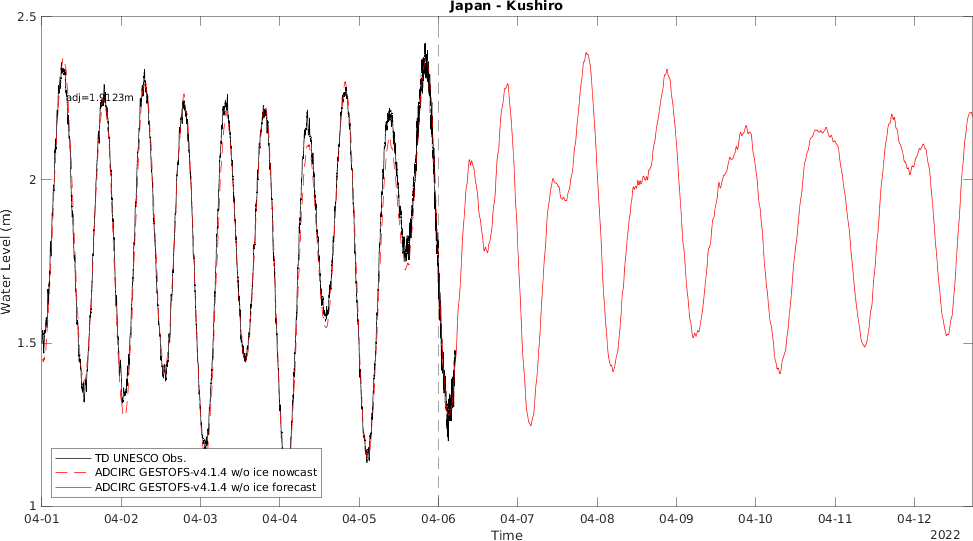 Japan - Kushiro
2.5
adj=1.9123m
2
Water Level (m)
1.5
TD UNESCO Obs.
ADCIRC GESTOFS-v4.1.4 w/o ice nowcast
ADCIRC GESTOFS-v4.1.4 w/o ice forecast
1
04-01 04-02 04-03 04-04 04-05 04-06 04-07 04-08 04-09 04-10 04-11 04-12
Time
2022